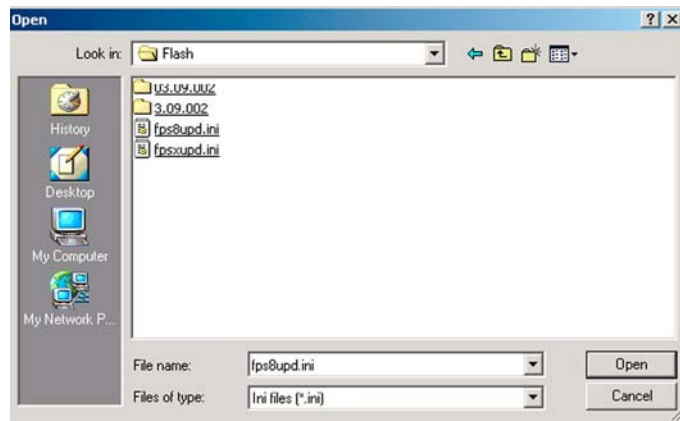 Open
Look in: Flash
03.09.002
3.09.002
fps8upd.ini
fpsxupd.ini
History
Desktop
My Computer
My Network P...
File name: fps8upd.ini Open
Files of type: Ini files (*.ini) Cancel